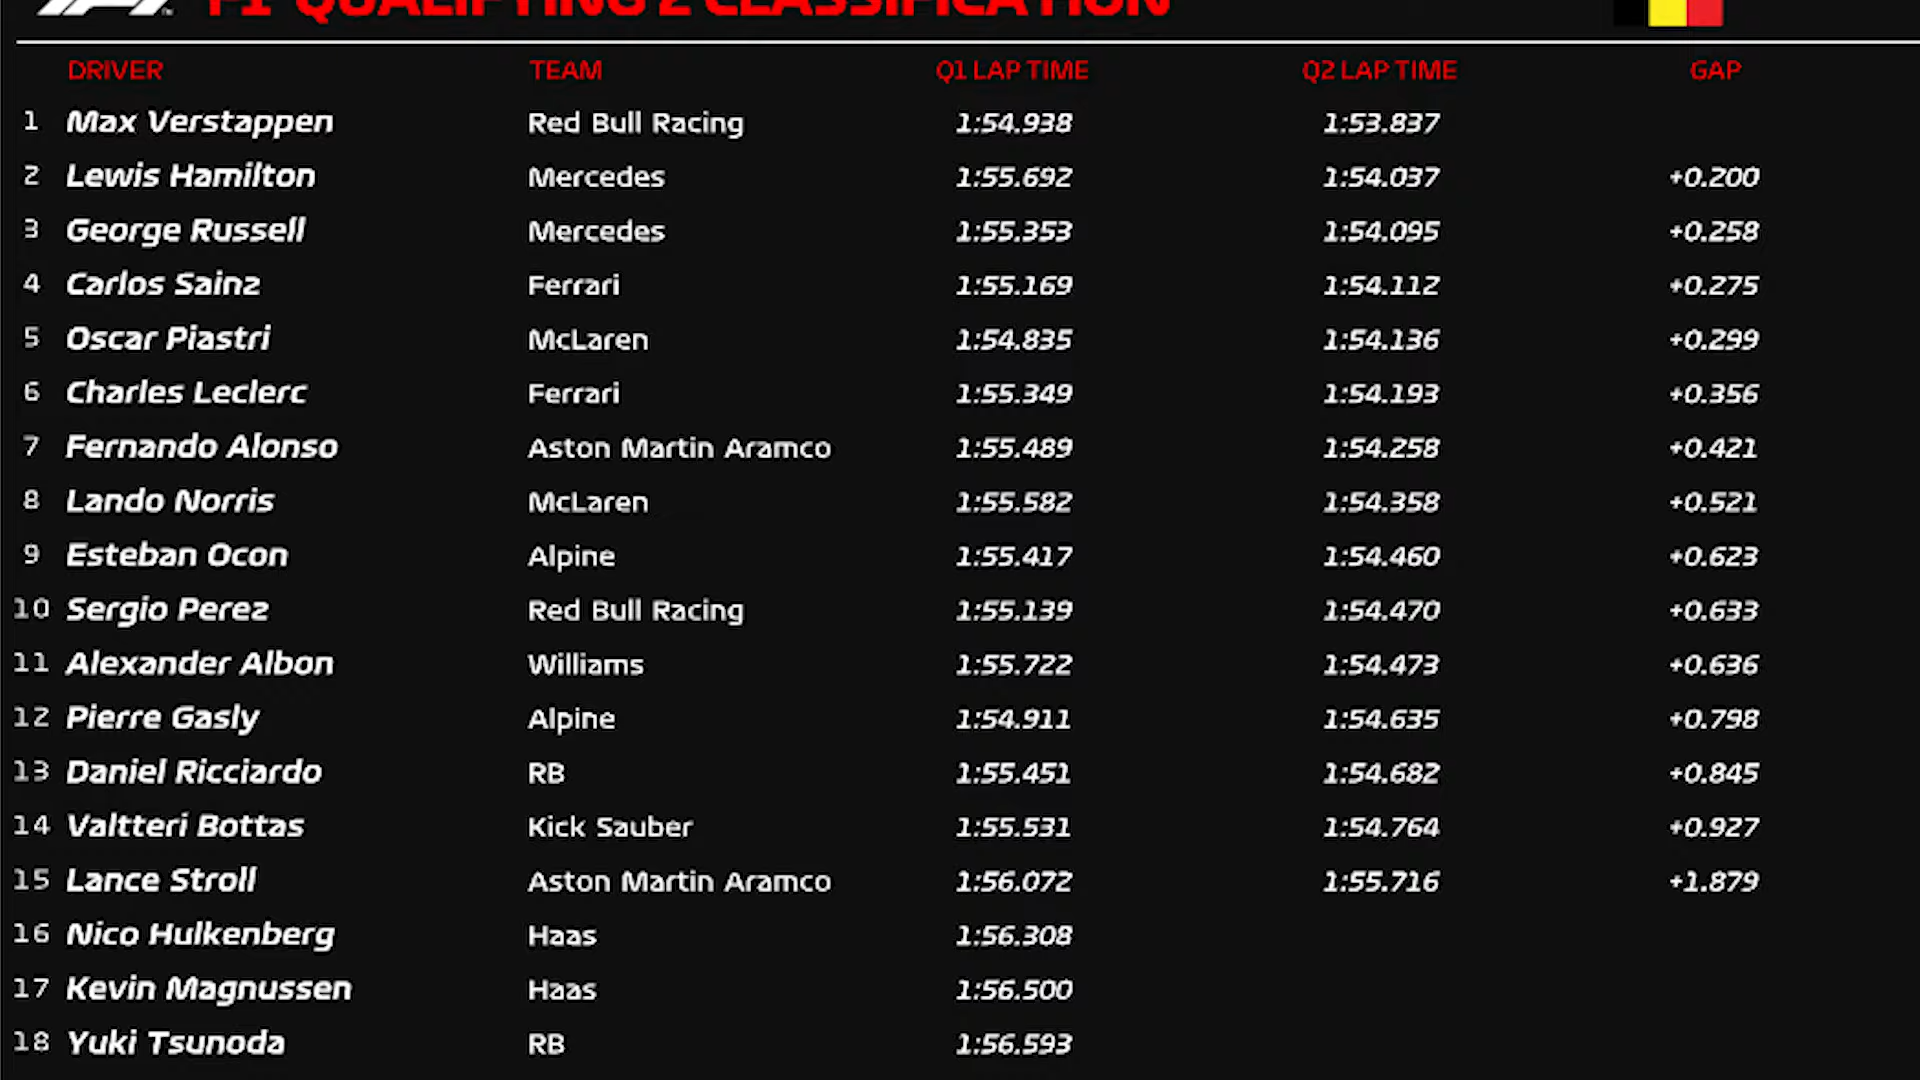 F1 QUALIFYING 2 CLASSIFICATION
DRIVER TEAM Q1 LAP TIME Q2 LAP TIME GAP
1 Max Verstappen Red Bull Racing 1:54.938 1:53.837
2 Lewis Hamilton Mercedes 1:55.692 1:54.037 +0.200
3 George Russell Mercedes 1:55.353 1:54.095 +0.258
4 Carlos Sainz Ferrari 1:55.169 1:54.112 +0.275
5 Oscar Piastri McLaren 1:54.835 1:54.136 +0.299
6 Charles Leclerc Ferrari 1:55.349 1:54.193 +0.356
7 Fernando Alonso Aston Martin Aramco 1:55.489 1:54.258 +0.421
8 Lando Norris McLaren 1:55.582 1:54.358 +0.521
9 Esteban Ocon Alpine 1:55.417 1:54.460 +0.623
10 Sergio Perez Red Bull Racing 1:55.139 1:54.470 +0.633
11 Alexander Albon Williams 1:55.722 1:54.473 +0.636
12 Pierre Gasly Alpine 1:54.911 1:54.635 +0.798
13 Daniel Ricciardo RB 1:55.451 1:54.682 +0.845
14 Valtteri Bottas Kick Sauber 1:55.531 1:54.764 +0.927
15 Lance Stroll Aston Martin Aramco 1:56.072 1:55.716 +1.879
16 Nico Hulkenberg Haas 1:56.308
17 Kevin Magnussen Haas 1:56.500
18 Yuki Tsunoda RB 1:56.593